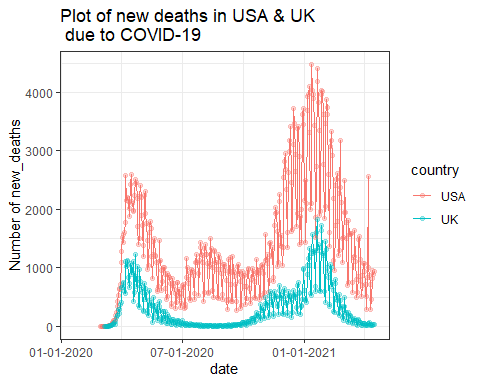 Plot of new deaths in USA & UK
due to COVID-19
Number of new_deaths
4000
3000
2000
1000
0
01-01-2020
07-01-2020
01-01-2021
date
country
USA
UK